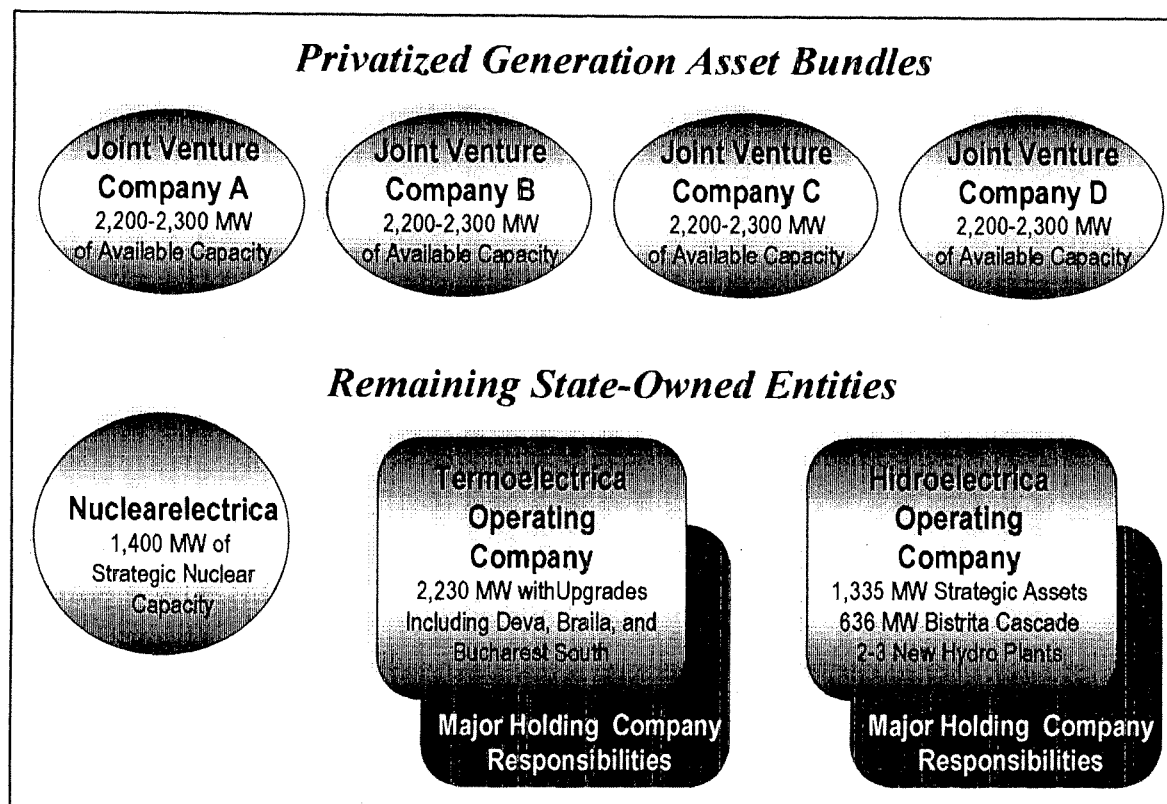 Privatized Generation Asset Bundles
Joint Venture
Company A
2,200-2,300 MW
of Available Capacity
Joint Venture
Company B
2,200-2,300 MW
of Available Capacity
Joint Venture
Company C
2,200-2,300 MW
of Available Capacity
Joint Venture
Company D
2,200-2,300 MW
of Available Capacity
Remaining State-Owned Entities
Nuclearelectrica
1,400 MW of
Strategic Nuclear
Capacity
Termoelectrica
Operating
Company
2,230 MW with Upgrades
Including Deva, Braila, and
Bucharest South
Major Holding Company
Responsibilities
Hidroelectrica
Operating
Company
1,335 MW Strategic Assets
636 MW Bistrita Cascade
2-3 New Hydro Plants
Major Holding Company
Responsibilities